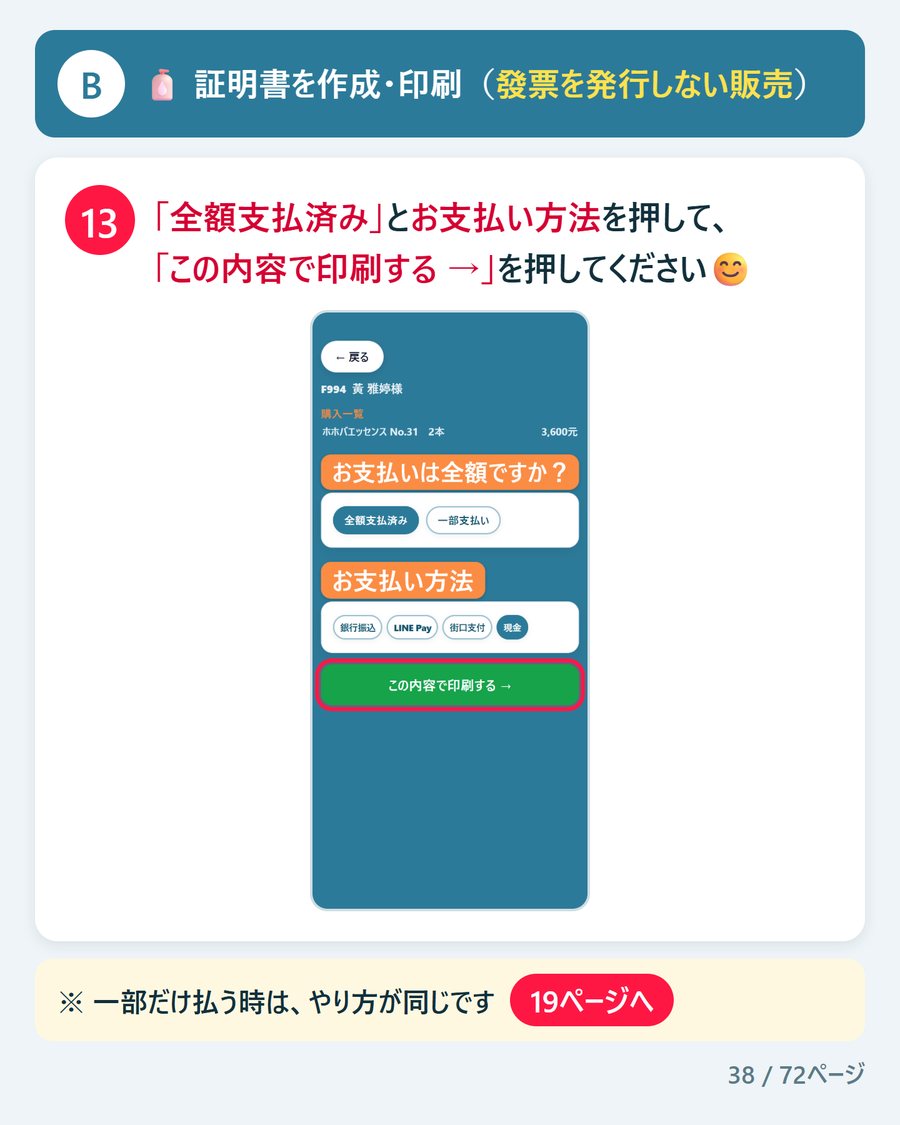 B 証明書を作成・印刷（發票を発行しない販売）
13 「全額支払済み」とお支払い方法を押して、
「この内容で印刷する →」を押してください😊
← 戻る
F994 黃 雅婷様
購入一覧
ホホバエッセンス No.31 2本 3,600元
お支払いは全額ですか？
全額支払済み 一部支払い
お支払い方法
銀行振込 LINE Pay 街口支付 現金
この内容で印刷する →
※ 一部だけ払う時は、やり方が同じです 19ページへ
38 / 72ページ